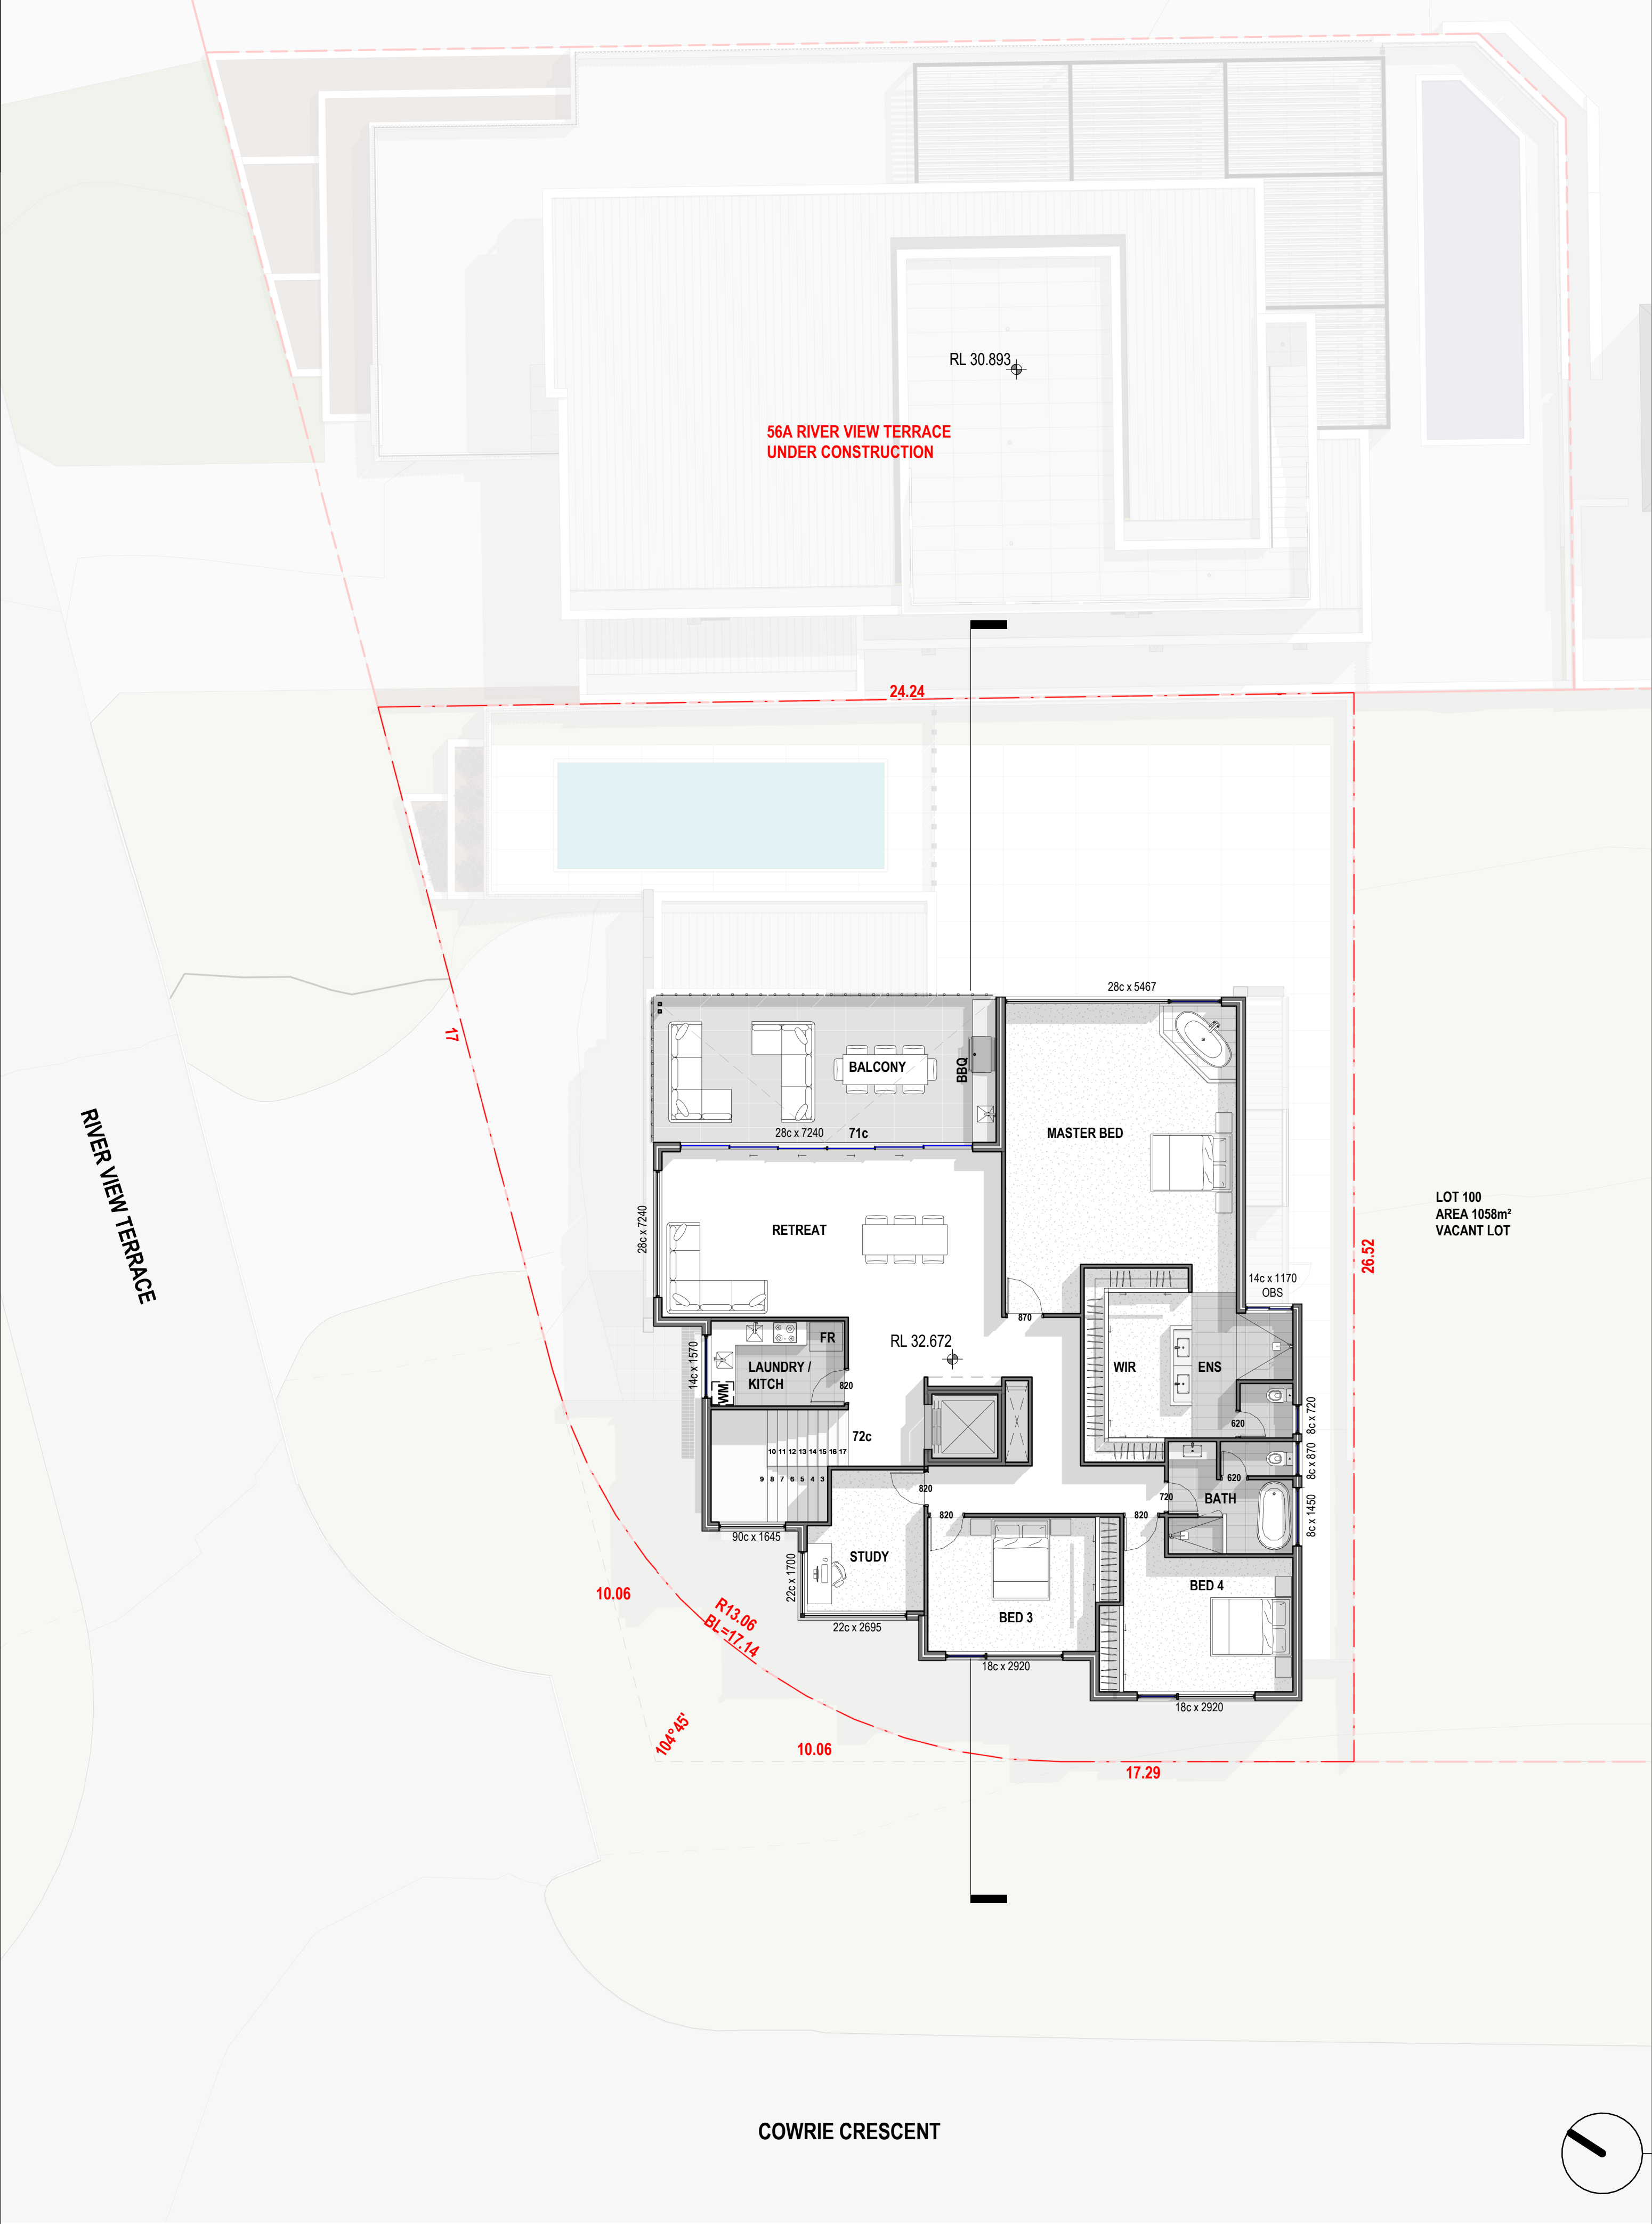 RL 30.893
56A RIVER VIEW TERRACE
UNDER CONSTRUCTION
24.24
28c x 5467
17
BALCONY
BBQ
28c x 7240
71c
MASTER BED
RIVER VIEW TERRACE
LOT 100
AREA 1058m²
VACANT LOT
28c x 7240
RETREAT
26.52
14c x 1170
OBS
870
FR
RL 32.672
14c x 1570
LAUNDRY /
KITCH
WIR
ENS
820
WM
8c x 720
620
72c
10 11 12 13 14 15 16 17
9 8 7 6 5 4 3
8c x 870
620
820
720
BATH
8c x 1450
820
820
90c x 1645
STUDY
22c x 1700
BED 4
10.06
BED 3
R13.06
BL=17.14
22c x 2695
18c x 2920
18c x 2920
104°45'
10.06
17.29
COWRIE CRESCENT